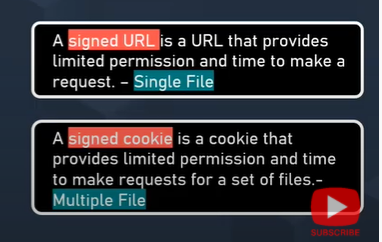 A signed URL is a URL that provides
limited permission and time to make a
request. – Single File
A signed cookie is a cookie that
provides limited permission and time
to make requests for a set of files.-
Multiple File
SUBSCRIBE